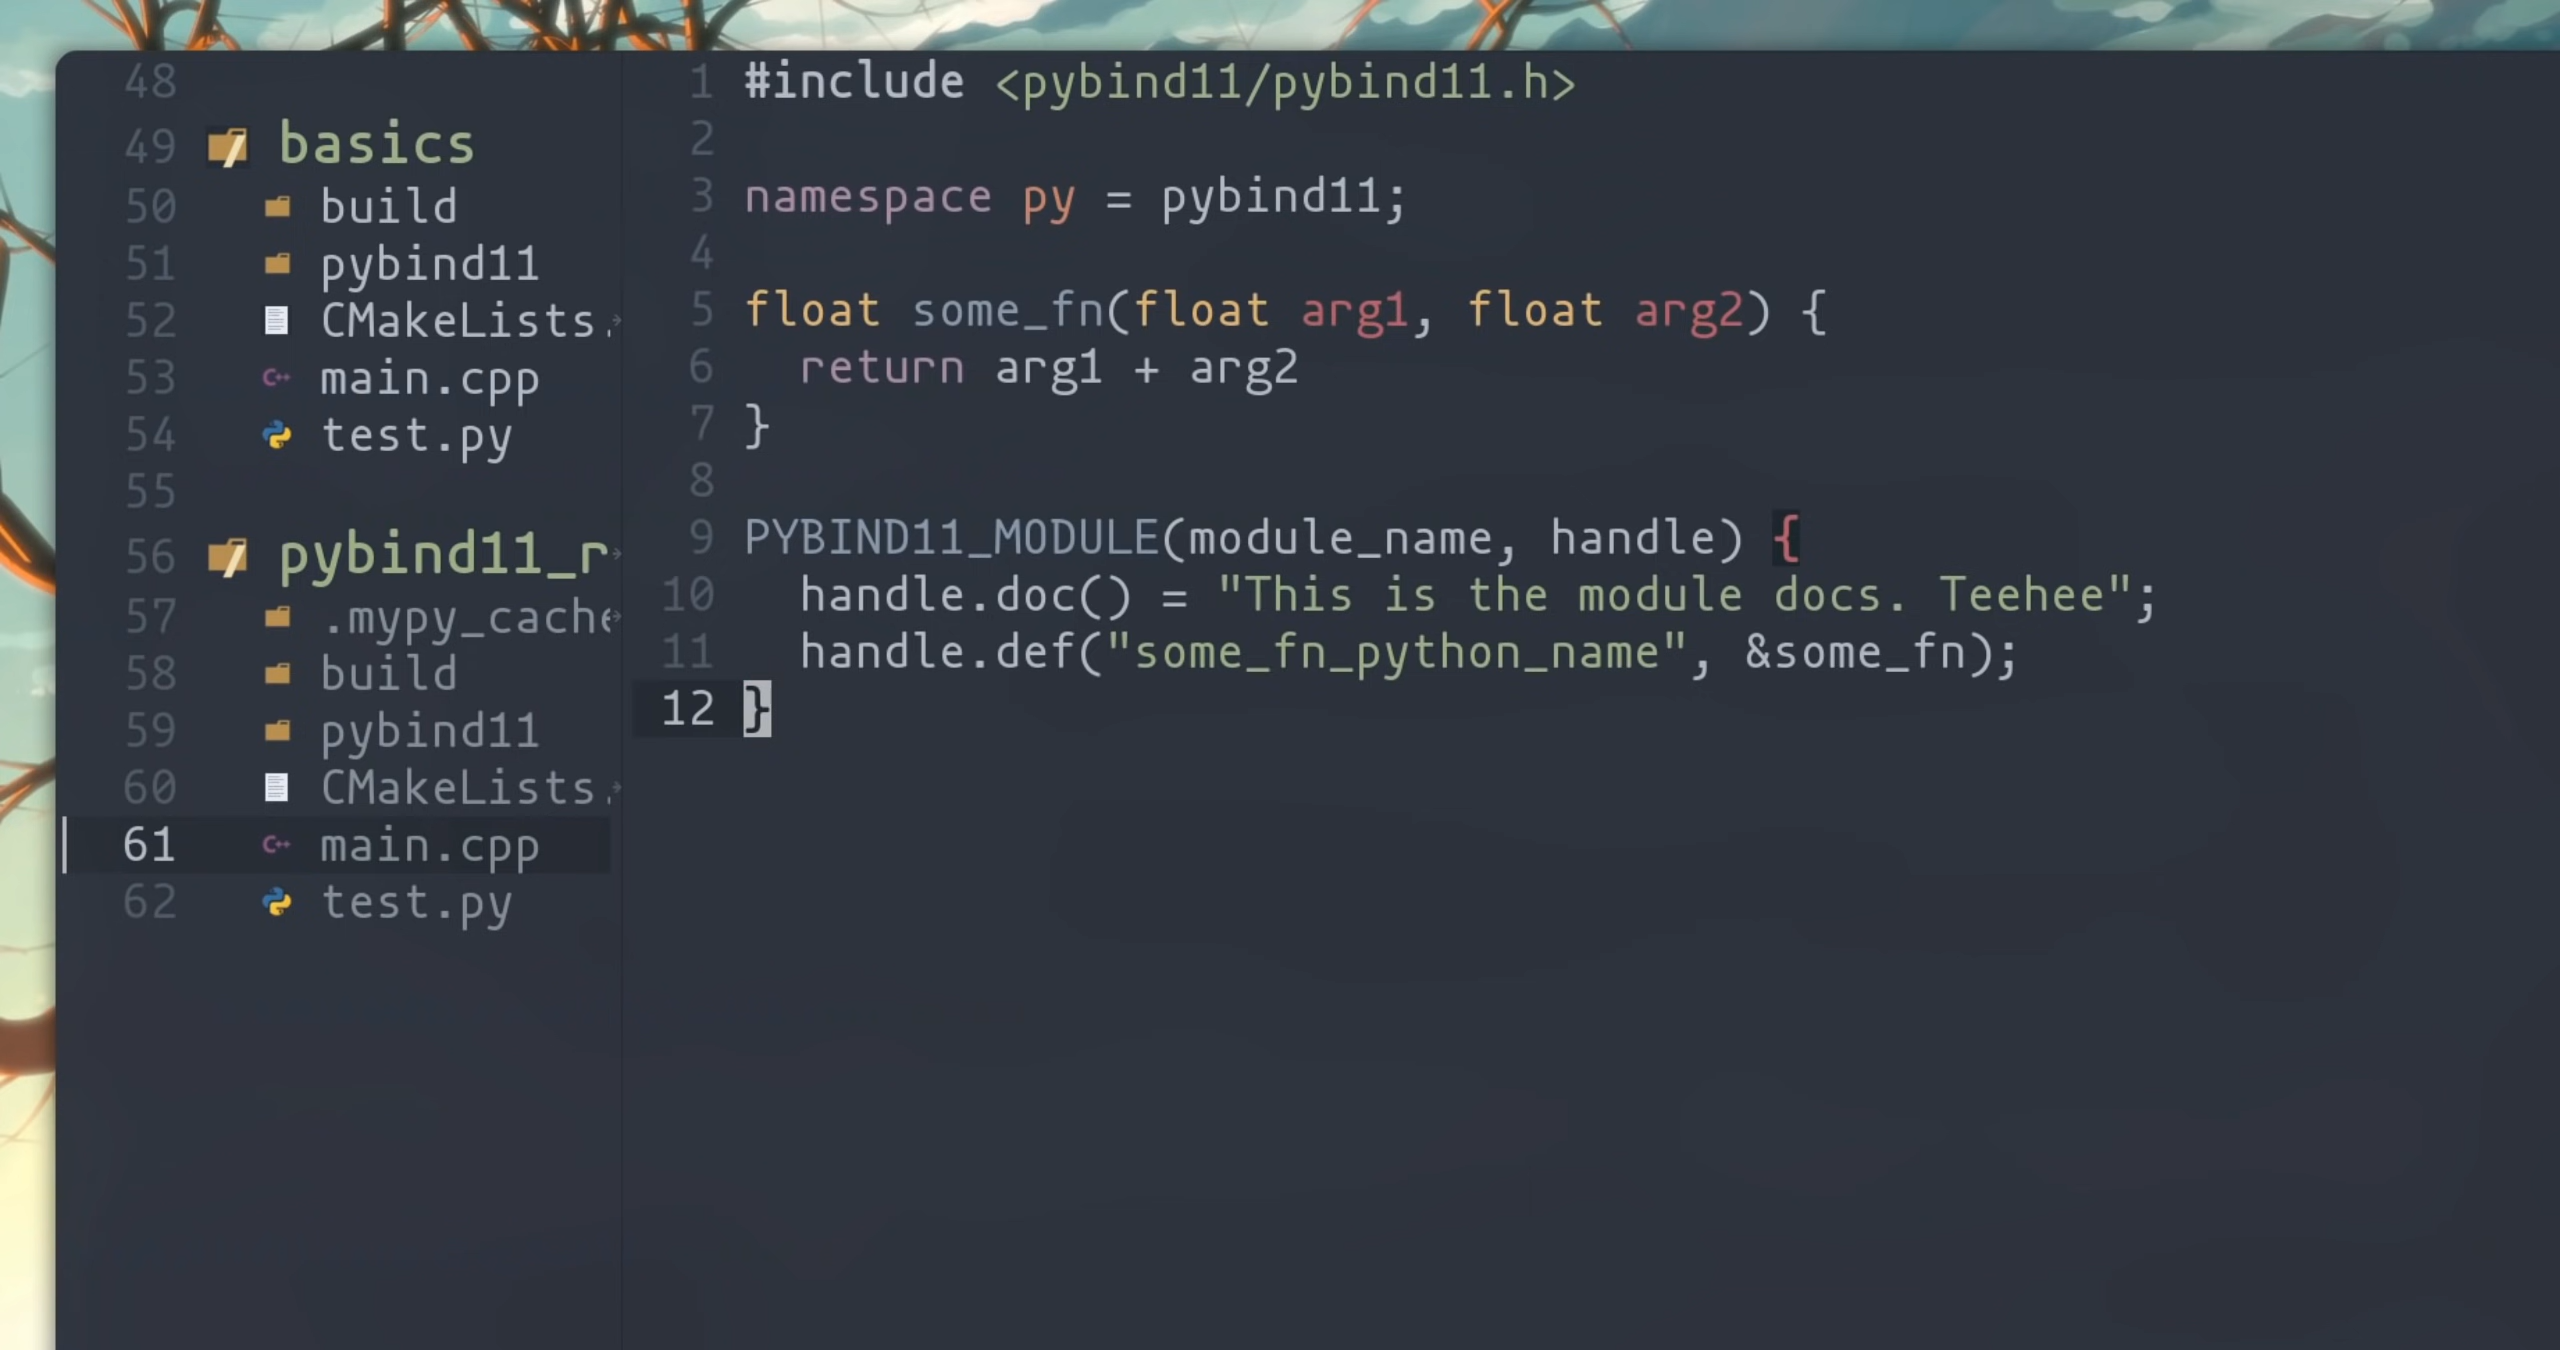 48
49 basics
50 build
51 pybind11
52 CMakeLists.
53 main.cpp
54 test.py
55
56 pybind11_r
57 .mypy_cache
58 build
59 pybind11
60 CMakeLists.
61 main.cpp
62 test.py
1 #include <pybind11/pybind11.h>
2
3 namespace py = pybind11;
4
5 float some_fn(float arg1, float arg2) {
6   return arg1 + arg2
7 }
8
9 PYBIND11_MODULE(module_name, handle) {
10   handle.doc() = "This is the module docs. Teehee";
11   handle.def("some_fn_python_name", &some_fn);
12 }